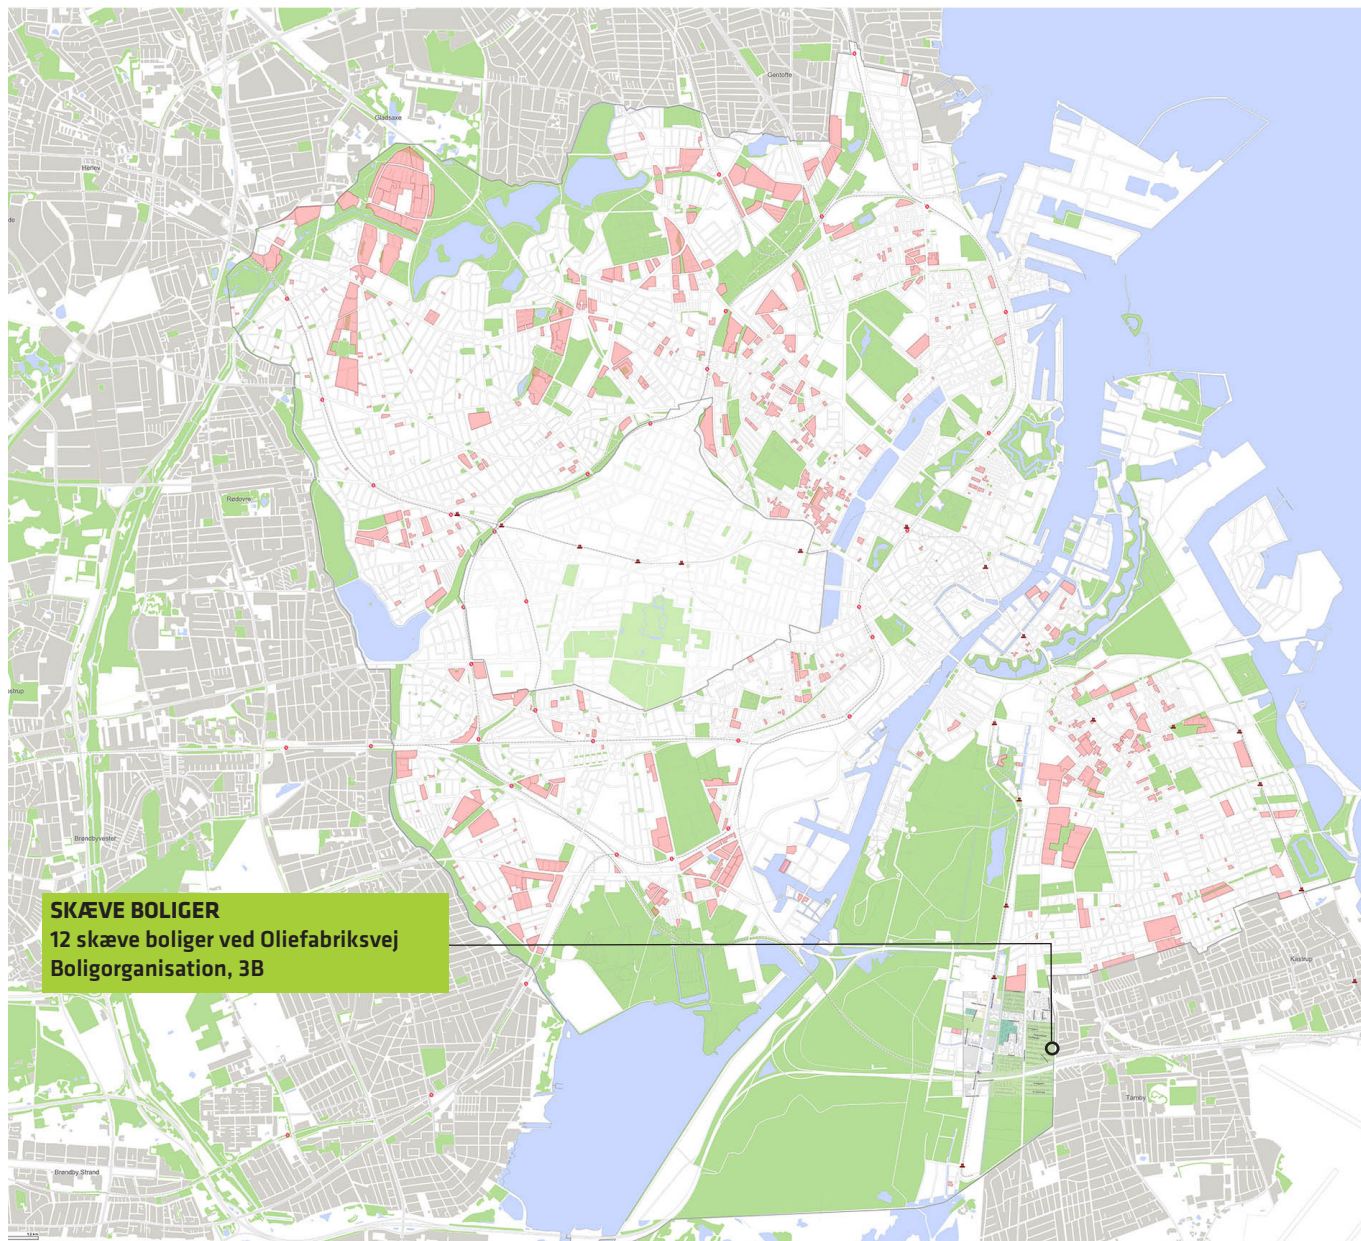 Gentofte
Gladsaxe
Herlev
Rødovre
Brøndbyvester
SKÆVE BOLIGER
12 skæve boliger ved Oliefabriksvej
Boligorganisation, 3B
Kastrup
Tårnby
Brøndby Strand